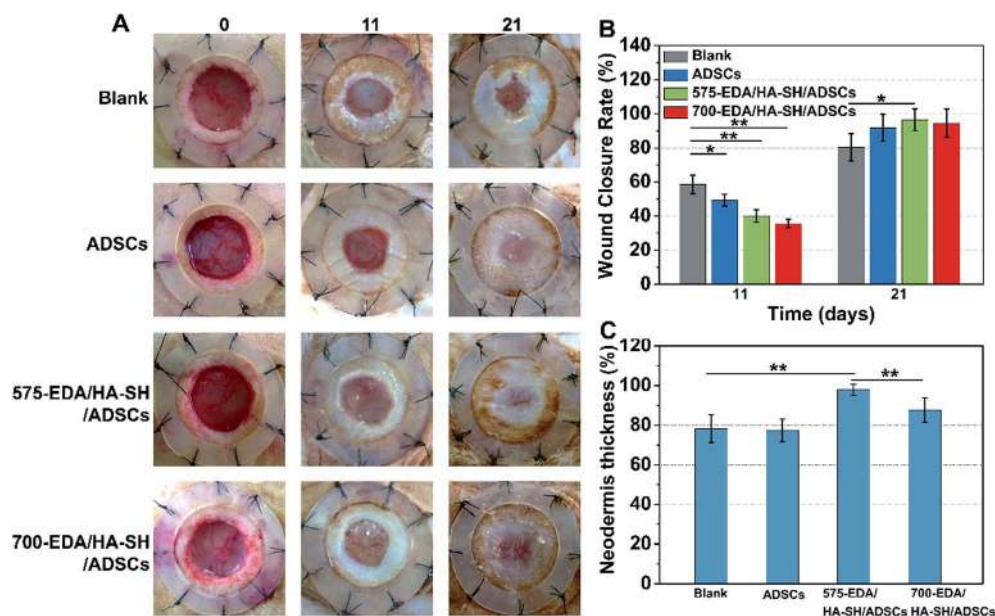 A
0 11 21
Blank
ADSCs
575-EDA/HA-SH
/ADSCs
700-EDA/HA-SH
/ADSCs
B
Wound Closure Rate (%)
140
120
100
80
60
40
20
0
Blank
ADSCs
575-EDA/HA-SH/ADSCs
700-EDA/HA-SH/ADSCs
**
**
*
*
11 21
Time (days)
C
Neodermis thickness (%)
120
100
80
60
40
20
0
** **
Blank ADSCs 575-EDA/ 700-EDA/
HA-SH/ADSCs HA-SH/ADSCs